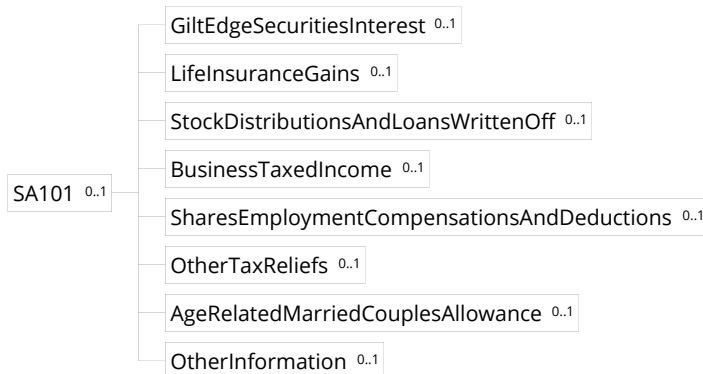 GiltEdgeSecuritiesInterest 0..1
LifeInsuranceGains 0..1
StockDistributionsAndLoansWrittenOff 0..1
BusinessTaxedIncome 0..1
SA101 0..1
SharesEmploymentCompensationsAndDeductions 0..1
OtherTaxReliefs 0..1
AgeRelatedMarriedCouplesAllowance 0..1
OtherInformation 0..1